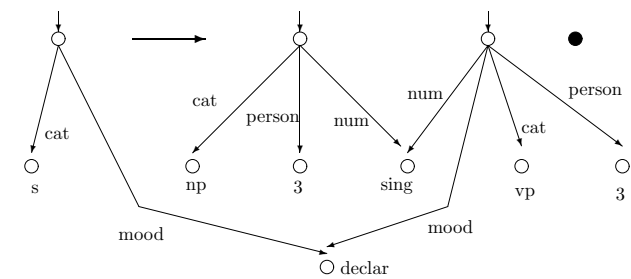 num person
cat
person num
cat
cat
s np 3 sing vp 3
mood mood
declar